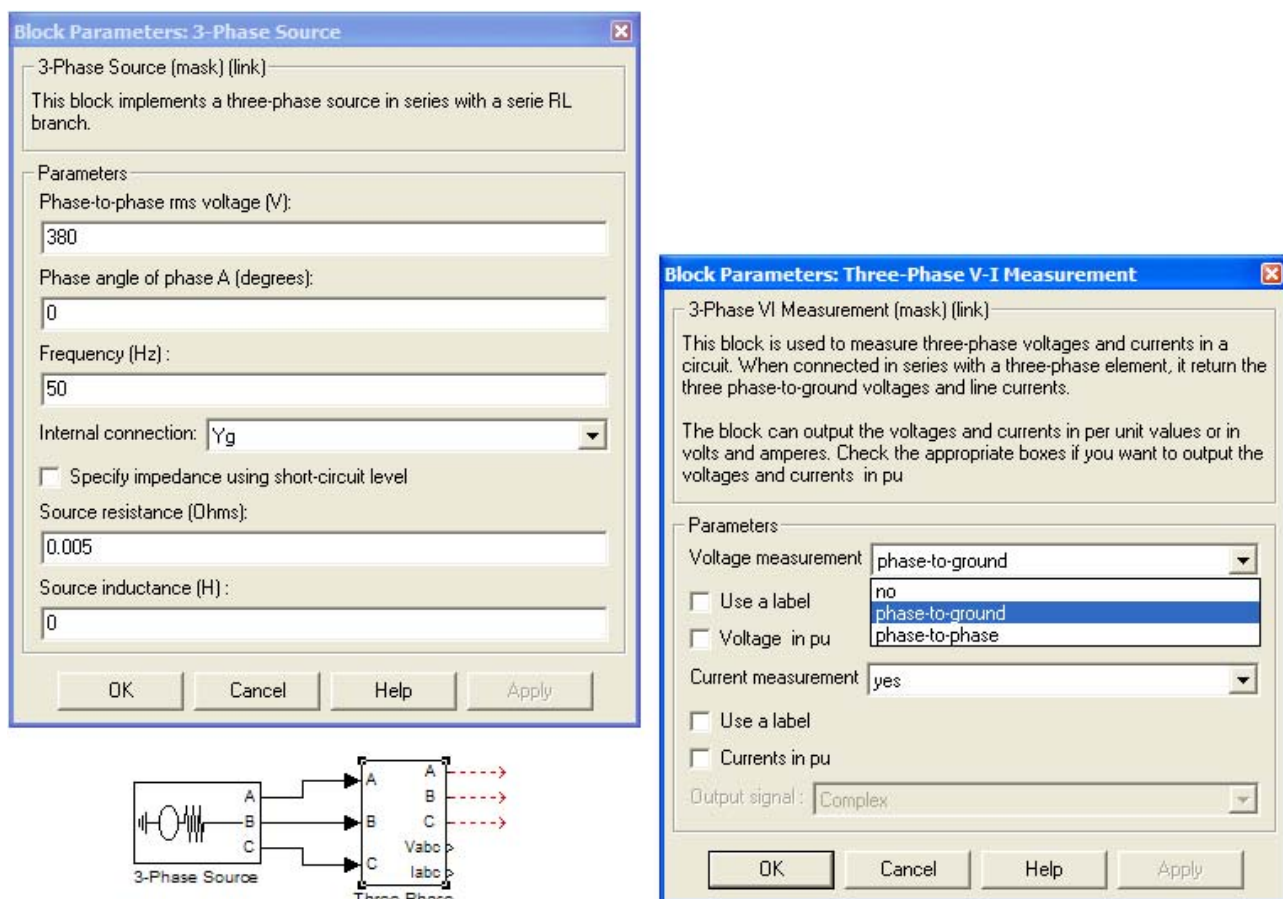 Block Parameters: 3-Phase Source
3-Phase Source (mask) (link)
This block implements a three-phase source in series with a serie RL
branch.
Parameters
Phase-to-phase rms voltage (V):
380
Phase angle of phase A (degrees):
0
Frequency (Hz) :
50
Internal connection: Yg
Specify impedance using short-circuit level
Source resistance (Ohms):
0.005
Source inductance (H) :
0
OK Cancel Help Apply
A
B
C
3-Phase Source
A A
B B
C C
Vabc
Iabc
Three-Phase
Block Parameters: Three-Phase V-I Measurement
3-Phase VI Measurement (mask) (link)
This block is used to measure three-phase voltages and currents in a
circuit. When connected in series with a three-phase element, it return the
three phase-to-ground voltages and line currents.
The block can output the voltages and currents in per unit values or in
volts and amperes. Check the appropriate boxes if you want to output the
voltages and currents in pu
Parameters
Voltage measurement phase-to-ground
no
phase-to-ground
phase-to-phase
Use a label
Voltage in pu
Current measurement yes
Use a label
Currents in pu
Output signal : Complex
OK Cancel Help Apply